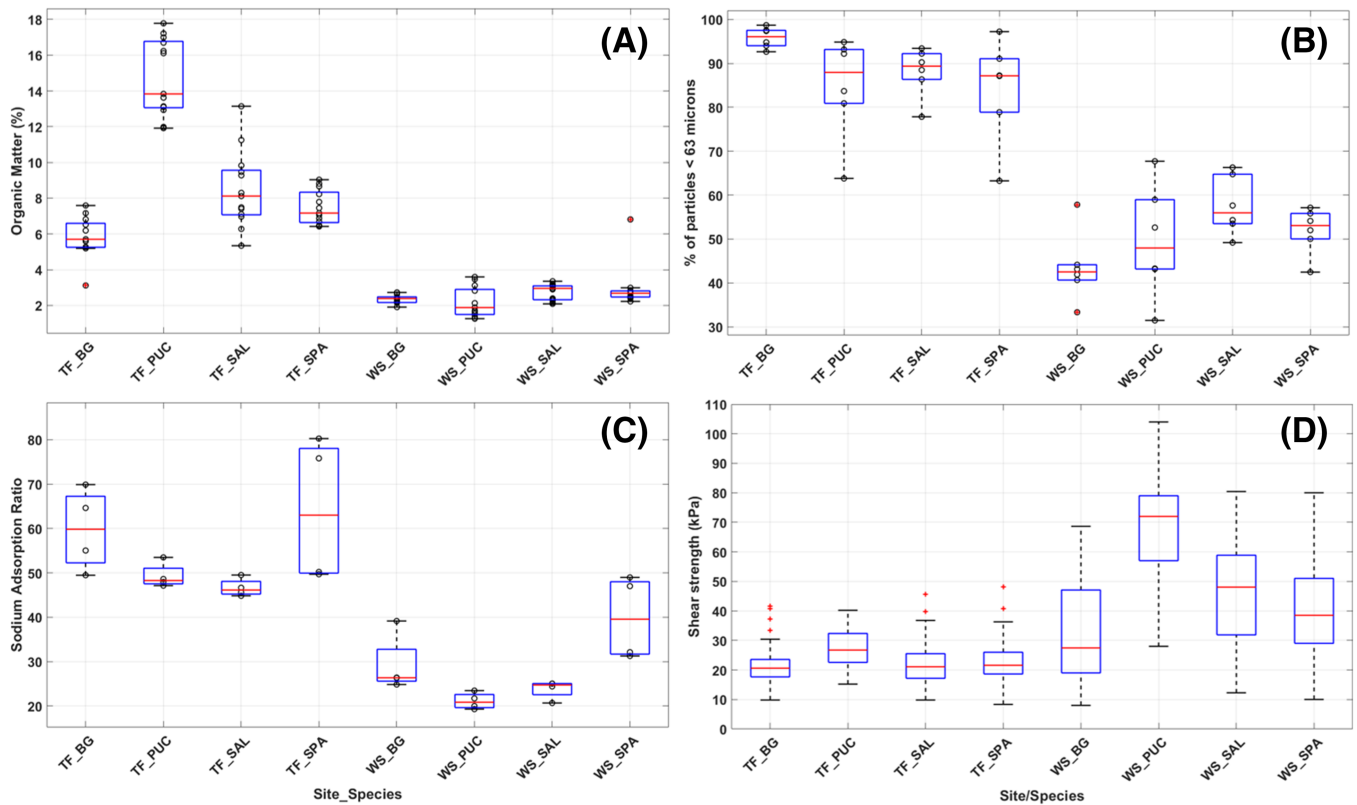 (A)
Organic Matter (%)
18
16
14
12
10
8
6
4
2
TF_BG
TF_PUC
TF_SAL
TF_SPA
WS_BG
WS_PUC
WS_SAL
WS_SPA
(B)
% of particles < 63 microns
100
90
80
70
60
50
40
30
TF_BG
TF_PUC
TF_SAL
TF_SPA
WS_BG
WS_PUC
WS_SAL
WS_SPA
(C)
Sodium Adsorption Ratio
80
70
60
50
40
30
20
TF_BG
TF_PUC
TF_SAL
TF_SPA
WS_BG
WS_PUC
WS_SAL
WS_SPA
Site_Species
(D)
Shear strength (kPa)
110
100
90
80
70
60
50
40
30
20
10
0
TF_BG
TF_PUC
TF_SAL
TF_SPA
WS_BG
WS_PUC
WS_SAL
WS_SPA
Site/Species